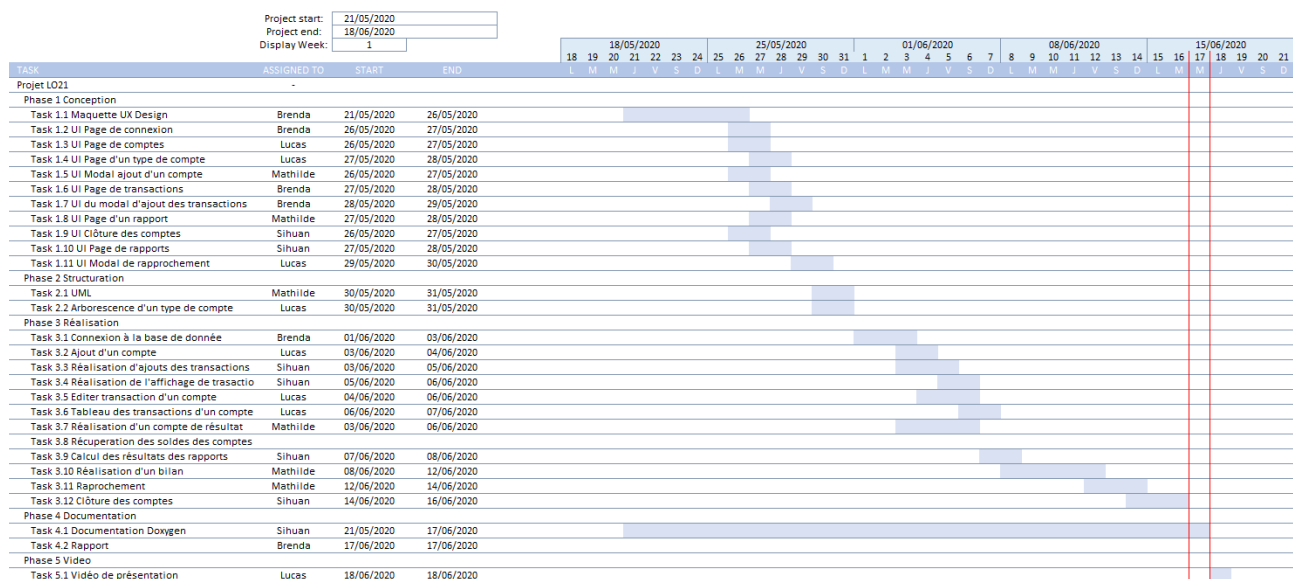 Project start: 21/05/2020
Project end: 18/06/2020
Display Week: 1 18/05/2020 25/05/2020 01/06/2020 08/06/2020 15/06/2020
18 19 20 21 22 23 24 25 26 27 28 29 30 31 1 2 3 4 5 6 7 8 9 10 11 12 13 14 15 16 17 18 19 20 21
TASK ASSIGNED TO START END L M M J V S D L M M J V S D L M M J V S D L M M J V S D L M M J V S D
Projet LO21 -
Phase 1 Conception
Task 1.1 Maquette UX Design Brenda 21/05/2020 26/05/2020
Task 1.2 UI Page de connexion Brenda 26/05/2020 27/05/2020
Task 1.3 UI Page de comptes Lucas 26/05/2020 27/05/2020
Task 1.4 UI Page d'un type de compte Lucas 27/05/2020 28/05/2020
Task 1.5 UI Modal ajout d'un compte Mathilde 26/05/2020 27/05/2020
Task 1.6 UI Page de transactions Brenda 27/05/2020 28/05/2020
Task 1.7 UI du modal d'ajout des transactions Brenda 28/05/2020 29/05/2020
Task 1.8 UI Page d'un rapport Mathilde 27/05/2020 28/05/2020
Task 1.9 UI Clôture des comptes Sihuan 26/05/2020 27/05/2020
Task 1.10 UI Page de rapports Sihuan 27/05/2020 28/05/2020
Task 1.11 UI Modal de rapprochement Lucas 29/05/2020 30/05/2020
Phase 2 Structuration
Task 2.1 UML Mathilde 30/05/2020 31/05/2020
Task 2.2 Arborescence d'un type de compte Lucas 30/05/2020 31/05/2020
Phase 3 Réalisation
Task 3.1 Connexion à la base de donnée Brenda 01/06/2020 03/06/2020
Task 3.2 Ajout d'un compte Lucas 03/06/2020 04/06/2020
Task 3.3 Réalisation d'ajouts des transactions Sihuan 03/06/2020 05/06/2020
Task 3.4 Réalisation de l'affichage de trasactio Sihuan 05/06/2020 06/06/2020
Task 3.5 Editer transaction d'un compte Lucas 04/06/2020 06/06/2020
Task 3.6 Tableau des transactions d'un compte Lucas 06/06/2020 07/06/2020
Task 3.7 Réalisation d'un compte de résultat Mathilde 03/06/2020 06/06/2020
Task 3.8 Récuperation des soldes des comptes
Task 3.9 Calcul des résultats des rapports Sihuan 07/06/2020 08/06/2020
Task 3.10 Réalisation d'un bilan Mathilde 08/06/2020 12/06/2020
Task 3.11 Raprochement Mathilde 12/06/2020 14/06/2020
Task 3.12 Clôture des comptes Sihuan 14/06/2020 16/06/2020
Phase 4 Documentation
Task 4.1 Documentation Doxygen Sihuan 21/05/2020 17/06/2020
Task 4.2 Rapport Brenda 17/06/2020 17/06/2020
Phase 5 Video
Task 5.1 Vidéo de présentation Lucas 18/06/2020 18/06/2020